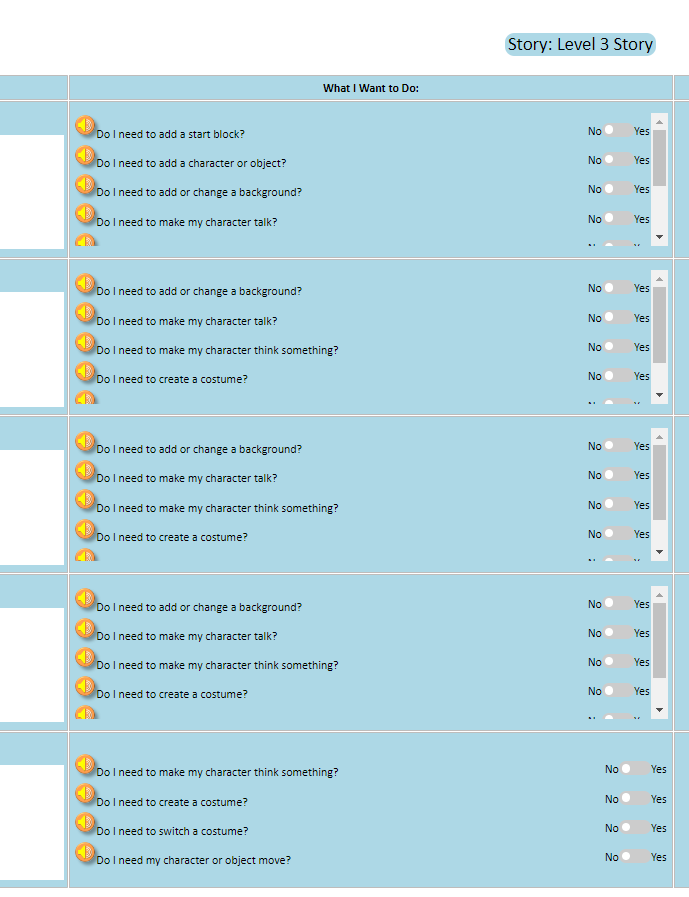 Story: Level 3 Story
What I Want to Do:
Do I need to add a start block? No Yes
Do I need to add a character or object? No Yes
Do I need to add or change a background? No Yes
Do I need to make my character talk? No Yes
Do I need to add or change a background? No Yes
Do I need to make my character talk? No Yes
Do I need to make my character think something? No Yes
Do I need to create a costume? No Yes
Do I need to add or change a background? No Yes
Do I need to make my character talk? No Yes
Do I need to make my character think something? No Yes
Do I need to create a costume? No Yes
Do I need to add or change a background? No Yes
Do I need to make my character talk? No Yes
Do I need to make my character think something? No Yes
Do I need to create a costume? No Yes
Do I need to make my character think something? No Yes
Do I need to create a costume? No Yes
Do I need to switch a costume? No Yes
Do I need my character or object move? No Yes